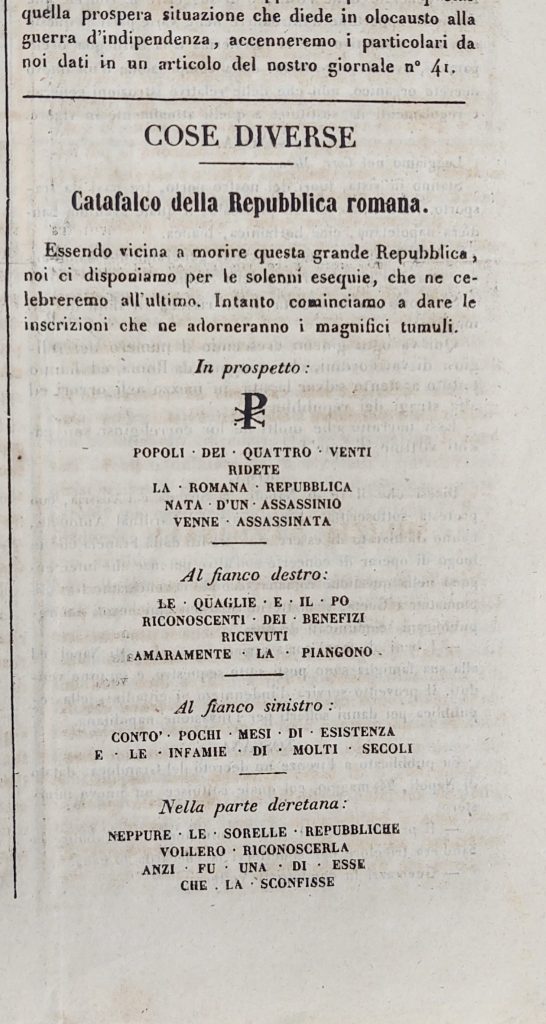 quella prospera situazione che diede in olocausto alla
guerra d'indipendenza, accenneremo i particolari da
noi dati in un articolo del nostro giornale n° 41.
COSE DIVERSE
Catafalco della Repubblica romana.
Essendo vicina a morire questa grande Repubblica,
noi ci disponiamo per le solenni esequie, che ne ce-
lebreremo all'ultimo. Intanto cominciamo a dare le
inscrizioni che ne adorneranno i magnifici tumuli.
In prospetto:
☧
POPOLI · DEI · QUATTRO · VENTI
RIDETE
LA · ROMANA · REPUBBLICA
NATA · D'UN · ASSASSINIO
VENNE · ASSASSINATA
Al fianco destro:
LE · QUAGLIE · E · IL · PO
RICONOSCENTI · DEI · BENEFIZI
RICEVUTI
AMARAMENTE · LA · PIANGONO
Al fianco sinistro:
CONTO' · POCHI · MESI · DI · ESISTENZA
E · LE · INFAMIE · DI · MOLTI · SECOLI
Nella parte deretana:
NEPPURE · LE · SORELLE · REPUBBLICHE
VOLLERO · RICONOSCERLA
ANZI · FU · UNA · DI · ESSE
CHE . LA · SCONFISSE